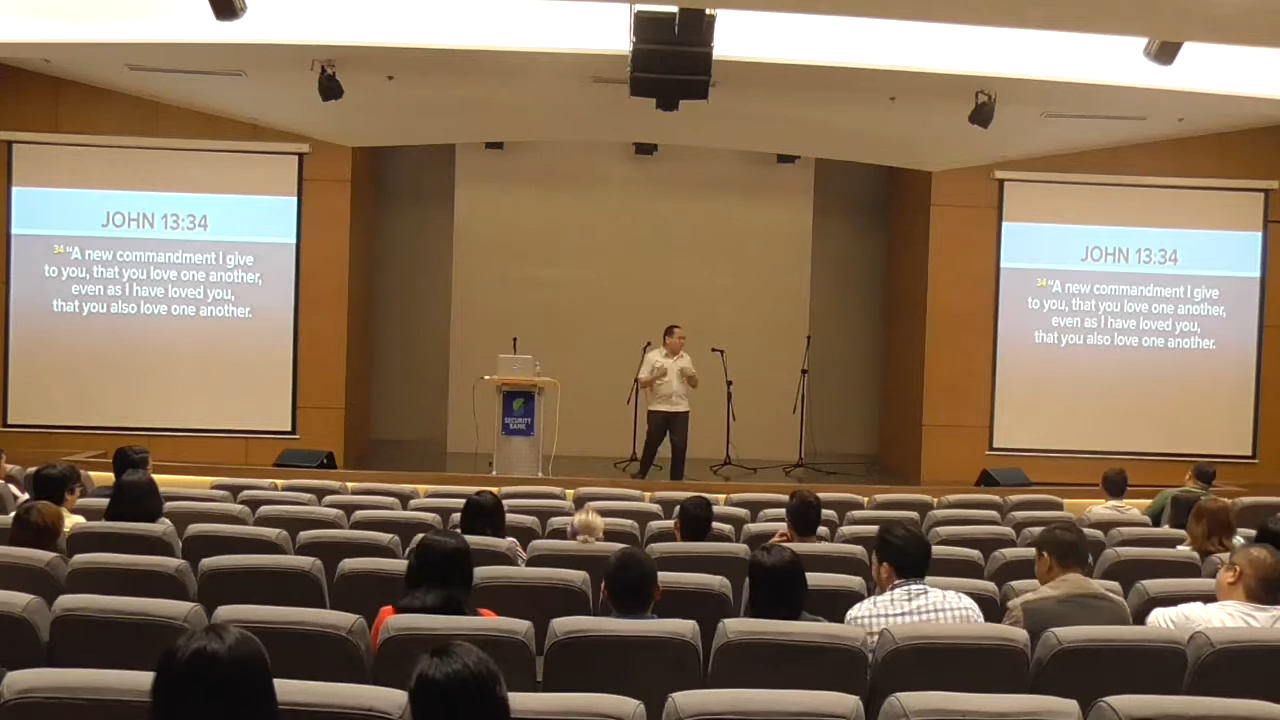 JOHN 13:34
34 "A new commandment I give
to you, that you love one another,
even as I have loved you,
that you also love one another.
SECURITY
BANK
JOHN 13:34
34 "A new commandment I give
to you, that you love one another,
even as I have loved you,
that you also love one another.